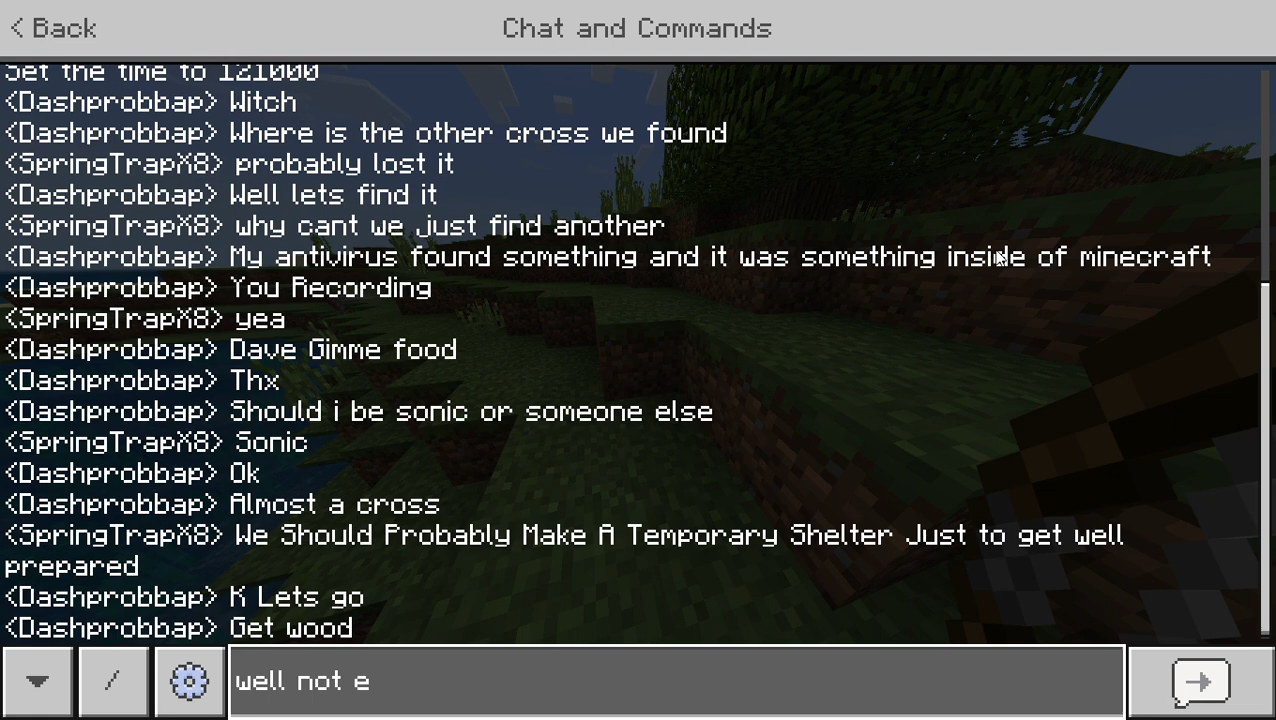 < Back
Chat and Commands
Set the time to 121000
<Dashprobbap> Witch
<Dashprobbap> Where is the other cross we found
<SpringTrapX8> probably lost it
<Dashprobbap> Well lets find it
<SpringTrapX8> why cant we just find another
<Dashprobbap> My antivirus found something and it was something inside of minecraft
<Dashprobbap> You Recording
<SpringTrapX8> yea
<Dashprobbap> Dave Gimme food
<Dashprobbap> Thx
<Dashprobbap> Should i be sonic or someone else
<SpringTrapX8> Sonic
<Dashprobbap> Ok
<Dashprobbap> Almost a cross
<SpringTrapX8> We Should Probably Make A Temporary Shelter Just to get well
prepared
<Dashprobbap> K Lets go
<Dashprobbap> Get wood
/
well not e